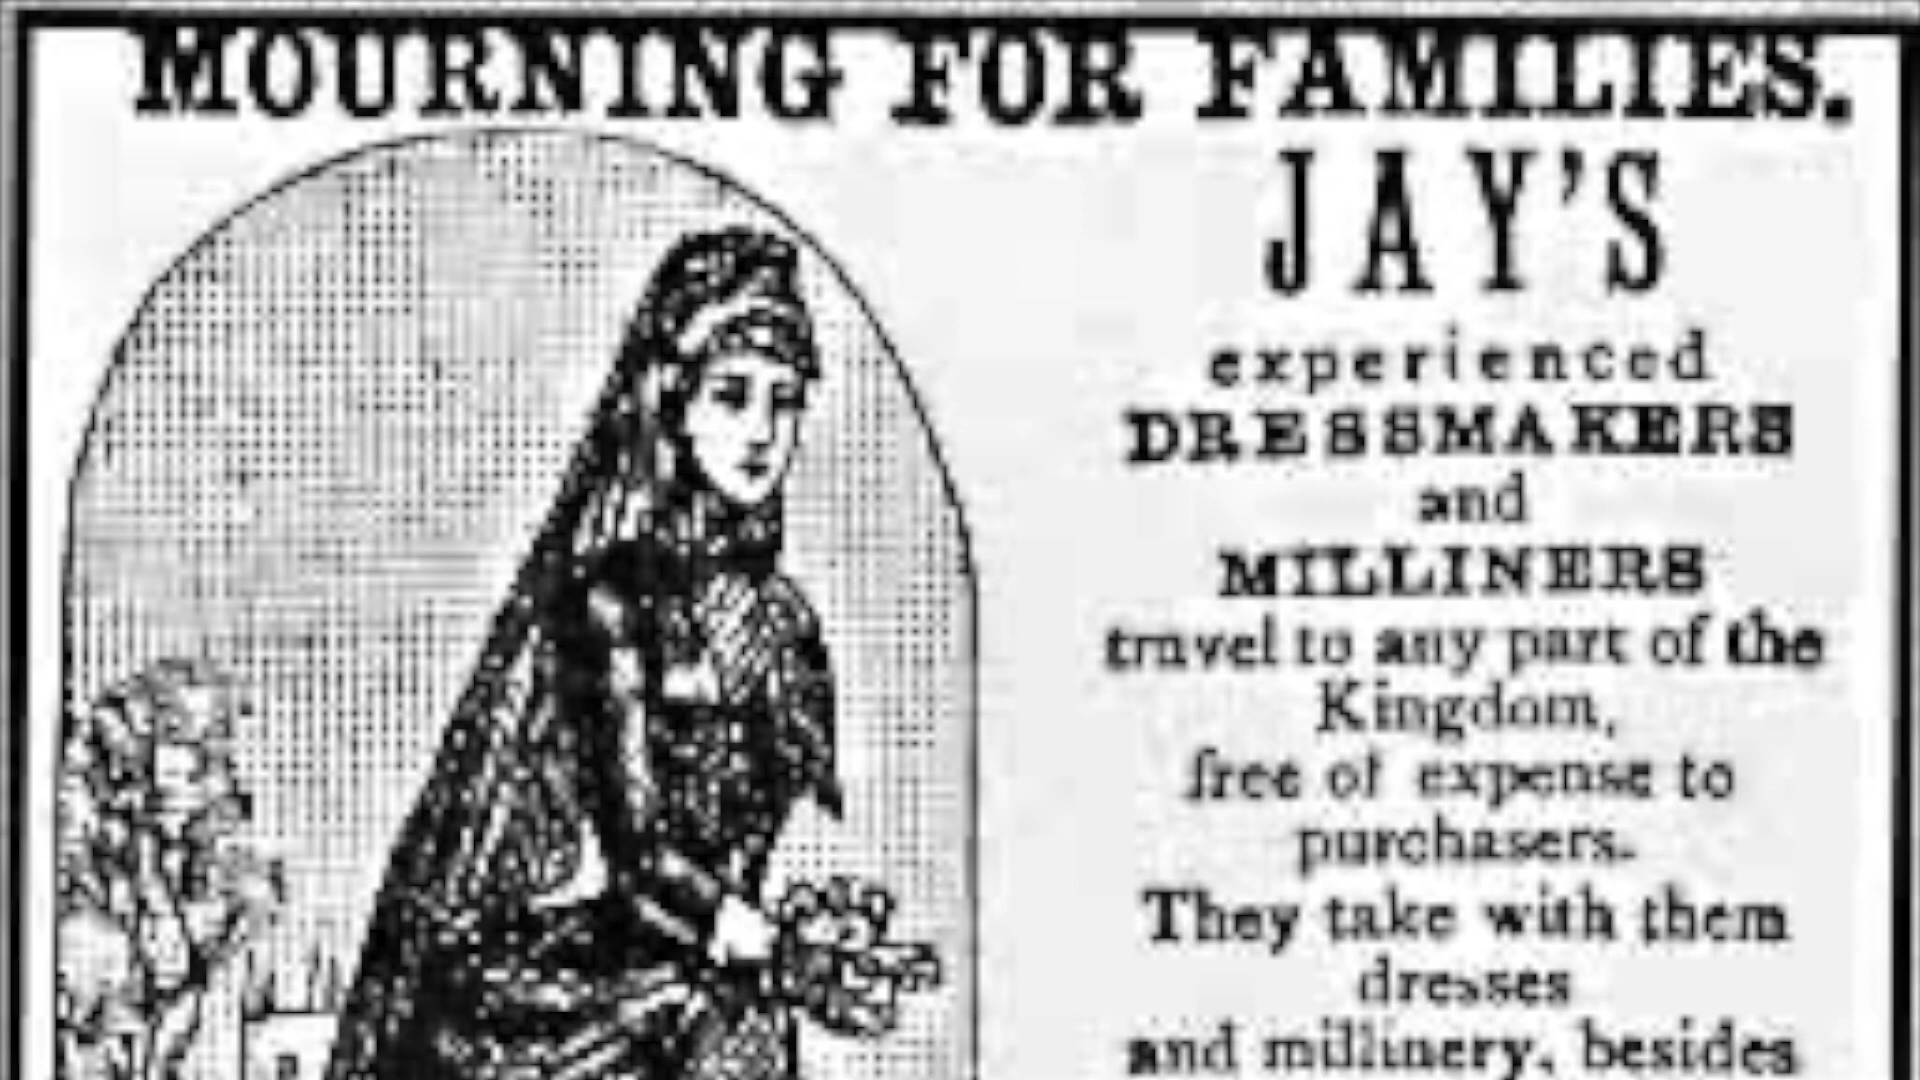 MOURNING FOR FAMILIES.
JAY'S
experienced
DRESSMAKERS
and
MILLINERS
travel to any part of the
Kingdom,
free of expense to
purchasers.
They take with them
dresses
and millinery, besides